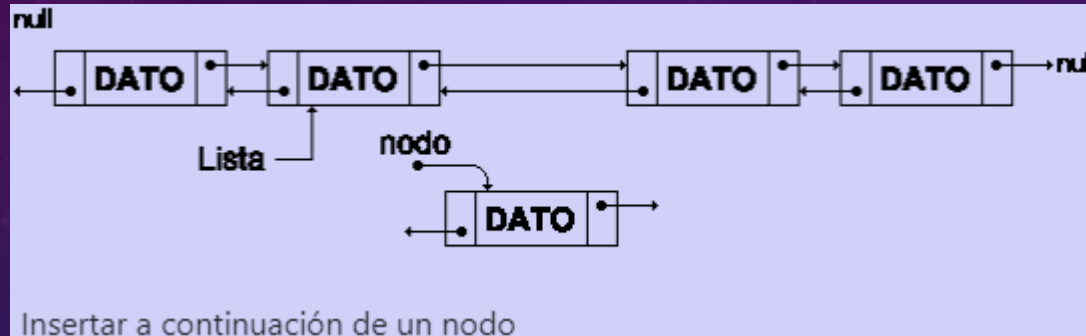 null
DATO DATO DATO DATO nul
Lista nodo
DATO
Insertar a continuación de un nodo